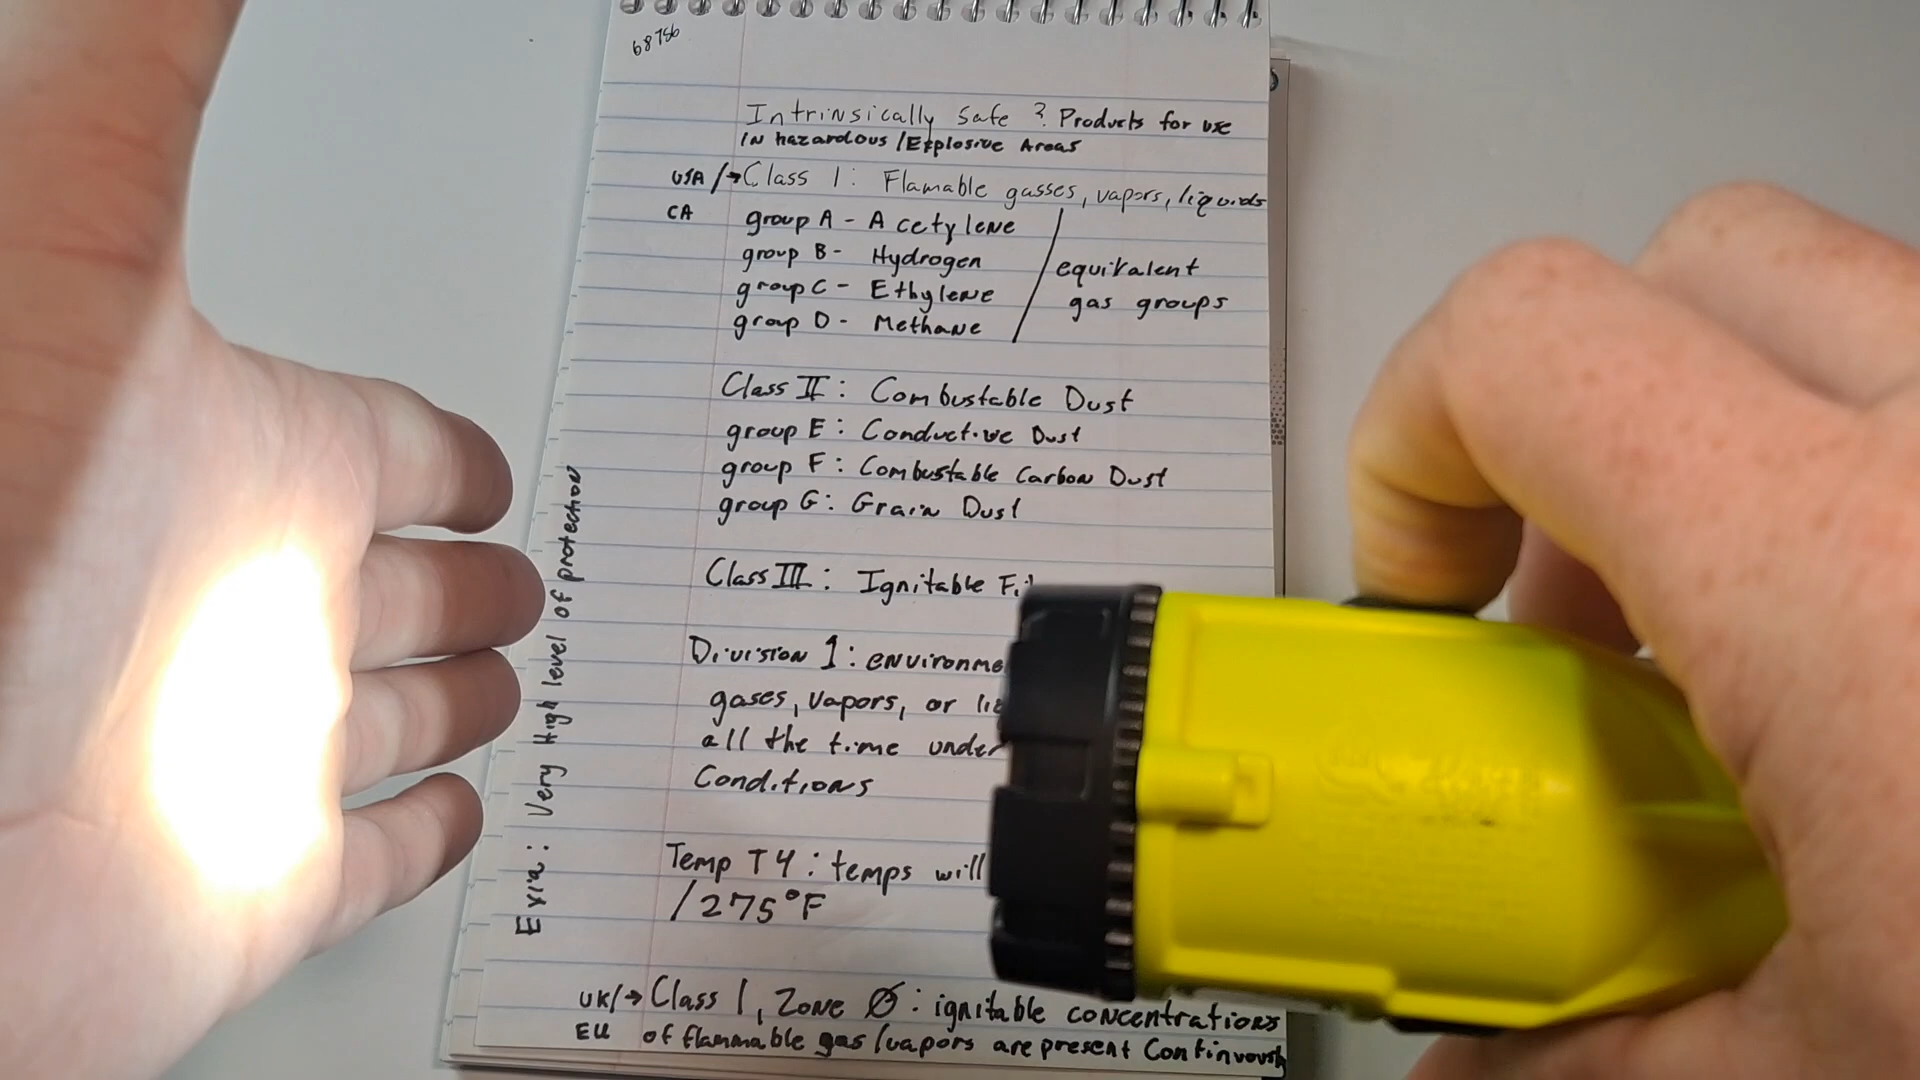 68756
Intrinsically Safe ? Products for use
in hazardous /Explosive Areas
USA /→ Class 1: Flamable gasses, vapors, liquids
CA
group A - Acetylene
group B - Hydrogen
group C - Ethylene
group D - Methane
equivalent
gas groups
Class II: Combustable Dust
group E: Conductive Dust
group F: Combustable Carbon Dust
group G: Grain Dust
Class III: Ignitable
Division 1:
gases, vapors, or
all the time under
Conditions
Temp T4: temps will
/275°F
UK/→ Class 1, Zone 0: ignitable concentrations
EU of flammable gas/vapors are present Continuously
Exia: Very High level of protection